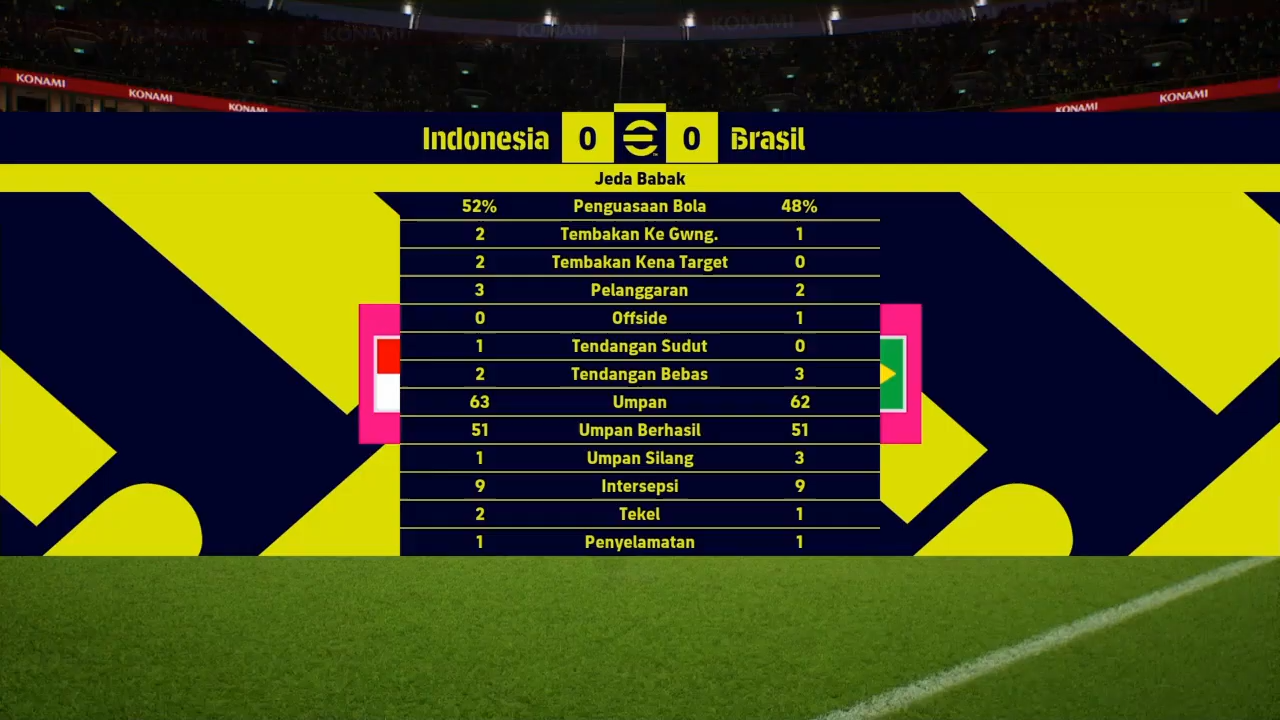 KONAMI KONAMI KONAMI KONAMI
KONAMI KONAMI KONAMI KONAMI KONAMI
Indonesia 0 0 Brasil
Jeda Babak
52% Penguasaan Bola 48%
2 Tembakan Ke Gwng. 1
2 Tembakan Kena Target 0
3 Pelanggaran 2
0 Offside 1
1 Tendangan Sudut 0
2 Tendangan Bebas 3
63 Umpan 62
51 Umpan Berhasil 51
1 Umpan Silang 3
9 Intersepsi 9
2 Tekel 1
1 Penyelamatan 1